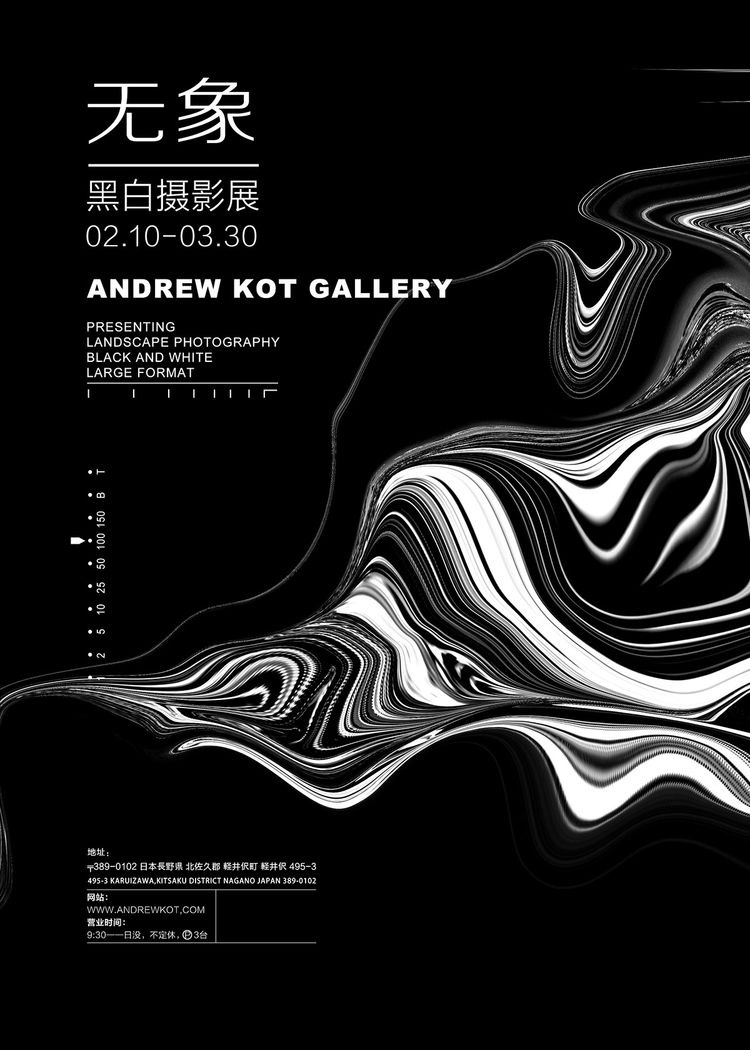 无象
黑白摄影展
02.10-03.30
ANDREW KOT GALLERY
PRESENTING
LANDSCAPE PHOTOGRAPHY
BLACK AND WHITE
LARGE FORMAT
1 2 5 10 25 50 100 150 B T
地址：
〒389-0102 日本長野県 北佐久郡 軽井沢町 軽井沢 495-3
495-3 KARUIZAWA,KITSAKU DISTRICT NAGANO JAPAN 389-0102
网站：
WWW.ANDREWKOT,COM
营业时间：
9:30——日没，不定休，Ⓟ3台